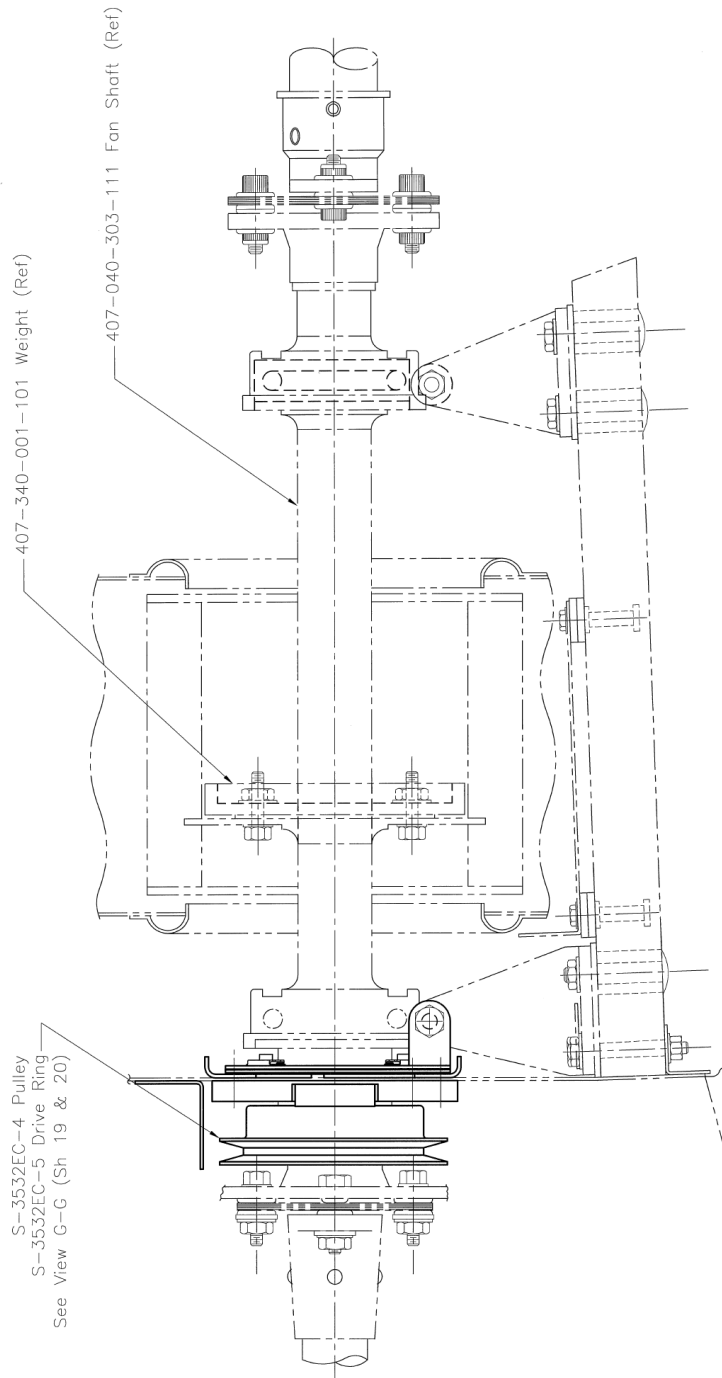 S-3532EC-4 Pulley
S-3532EC-5 Drive Ring
See View G-G (Sh 19 & 20)
407-340-001-101 Weight (Ref)
407-040-303-111 Fan Shaft (Ref)